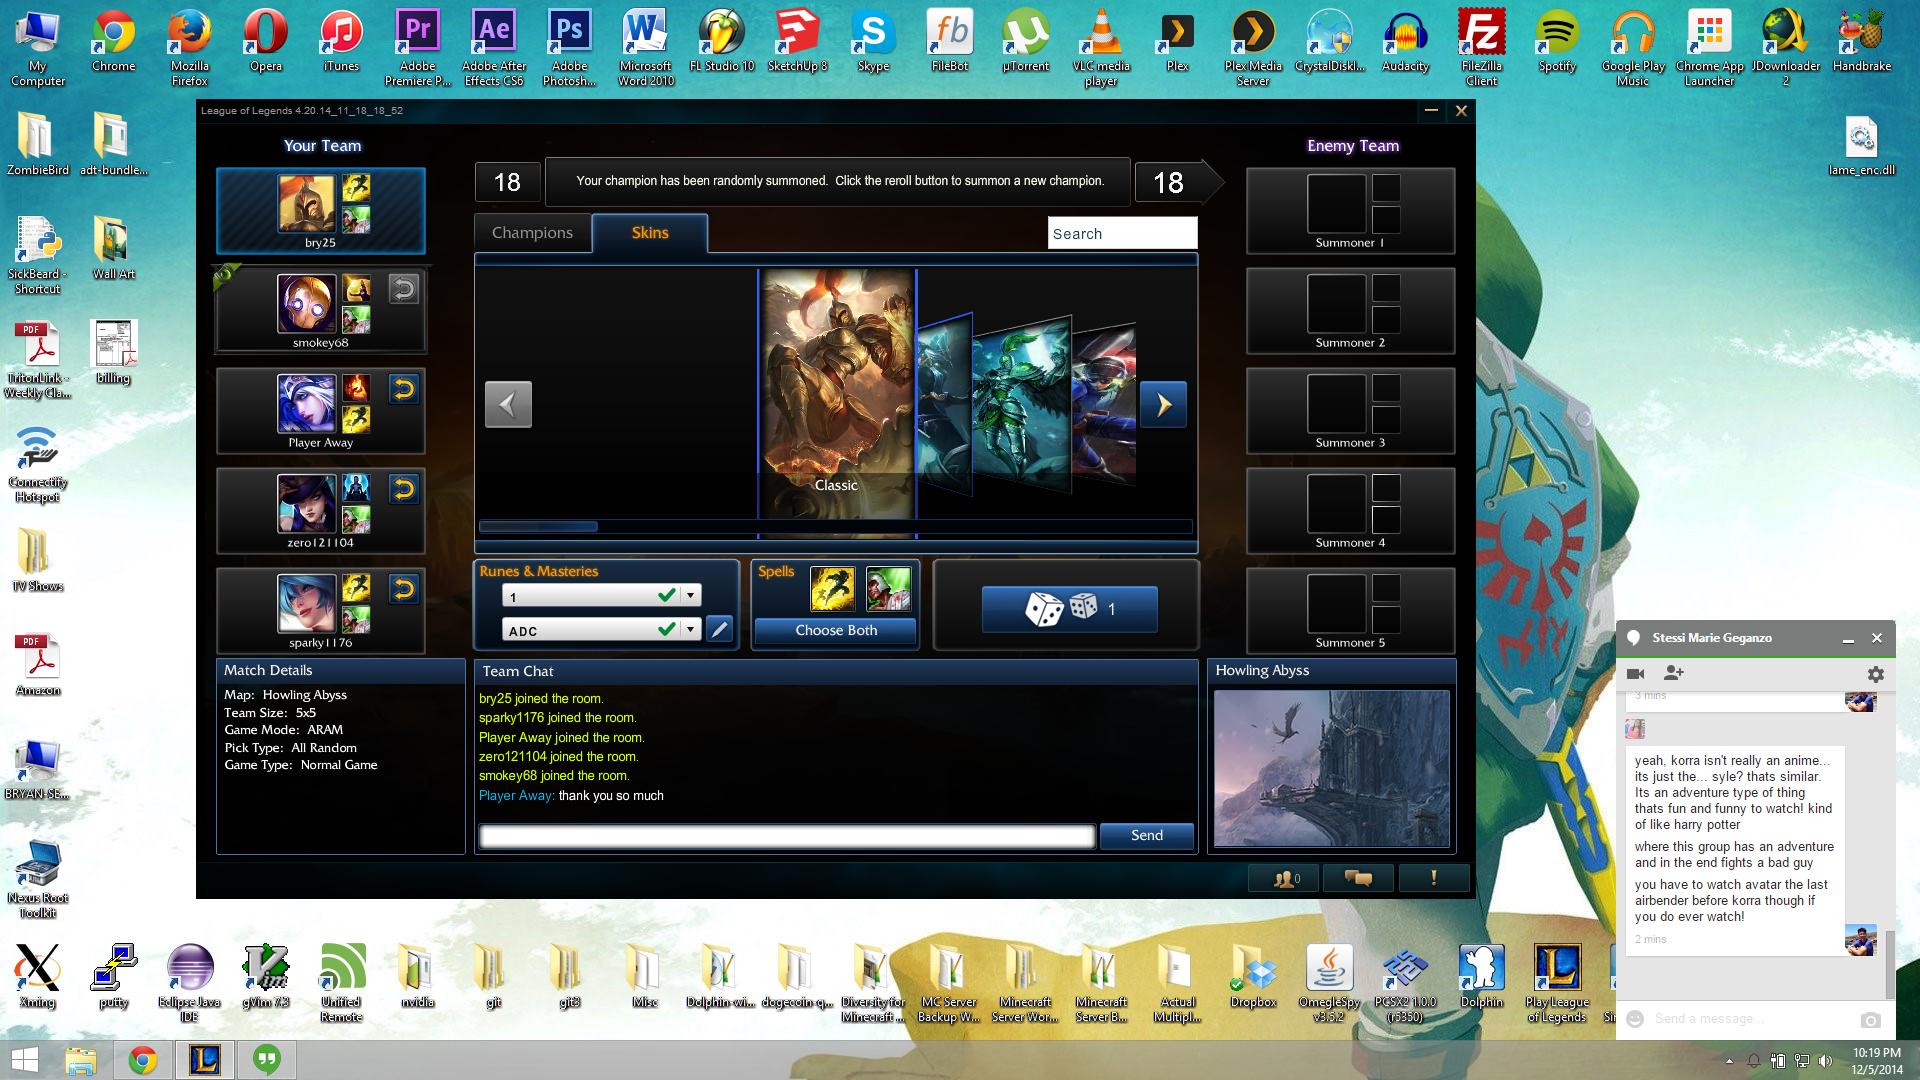 My Computer
Chrome
Mozilla Firefox
Opera
iTunes
Adobe Premiere P...
Adobe After Effects CS6
Adobe Photosh...
Microsoft Word 2010
FL Studio 10
SketchUp 8
Skype
FileBot
µTorrent
VLC media player
Plex
Plex Media Server
CrystalDiskI...
Audacity
FileZilla Client
Spotify
Google Play Music
Chrome App Launcher
JDownloader 2
Handbrake
ZombieBird
adt-bundle...
lame_enc.dll
SickBeard - Shortcut
Wall Art
TritonLink - Weekly Cla...
billing
Connectify Hotspot
TV Shows
Amazon
BRYAN-SE...
Nexus Root Toolkit
League of Legends 4.20.14_11_18_18_52
Your Team
Enemy Team
18
Your champion has been randomly summoned. Click the reroll button to summon a new champion.
18
Champions
Skins
Search
bry25
smokey68
Player Away
zero121104
sparky1176
Classic
Summoner 1
Summoner 2
Summoner 3
Summoner 4
Summoner 5
Runes & Masteries
1
ADC
Spells
Choose Both
1
Match Details
Map: Howling Abyss
Team Size: 5x5
Game Mode: ARAM
Pick Type: All Random
Game Type: Normal Game
Team Chat
bry25 joined the room.
sparky1176 joined the room.
Player Away joined the room.
zero121104 joined the room.
smokey68 joined the room.
Player Away: thank you so much
Send
Howling Abyss
0
Stessi Marie Geganzo
3 mins
yeah, korra isn't really an anime...
its just the... syle? thats similar.
Its an adventure type of thing
thats fun and funny to watch! kind
of like harry potter
where this group has an adventure
and in the end fights a bad guy
you have to watch avatar the last
airbender before korra though if
you do ever watch!
2 mins
Send a message...
Xming
putty
Eclipse Java IDE
gVim 7.3
Unified Remote
nvidia
git
git3
Misc
Dolphin-wi...
dogecoin-q...
Diversity for Minecraft ...
MC Server Backup W...
Minecraft Server Wor...
Minecraft Server B...
Actual Multipl...
Dropbox
OmegleSpy v3.5.2
PCSX2 1.0.0 (r5350)
Dolphin
Play League of Legends
10:19 PM
12/5/2014